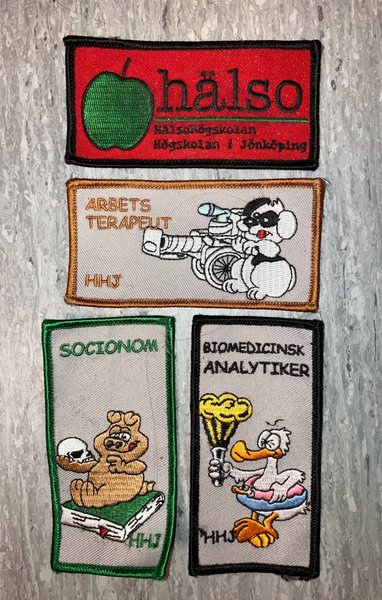 hälso
Hälsohögskolan
Högskolan i Jönköping
ARBETS
TERAPEUT
HHJ
SOCIONOM
HHJ
BIOMEDICINSK
ANALYTIKER
HHJ